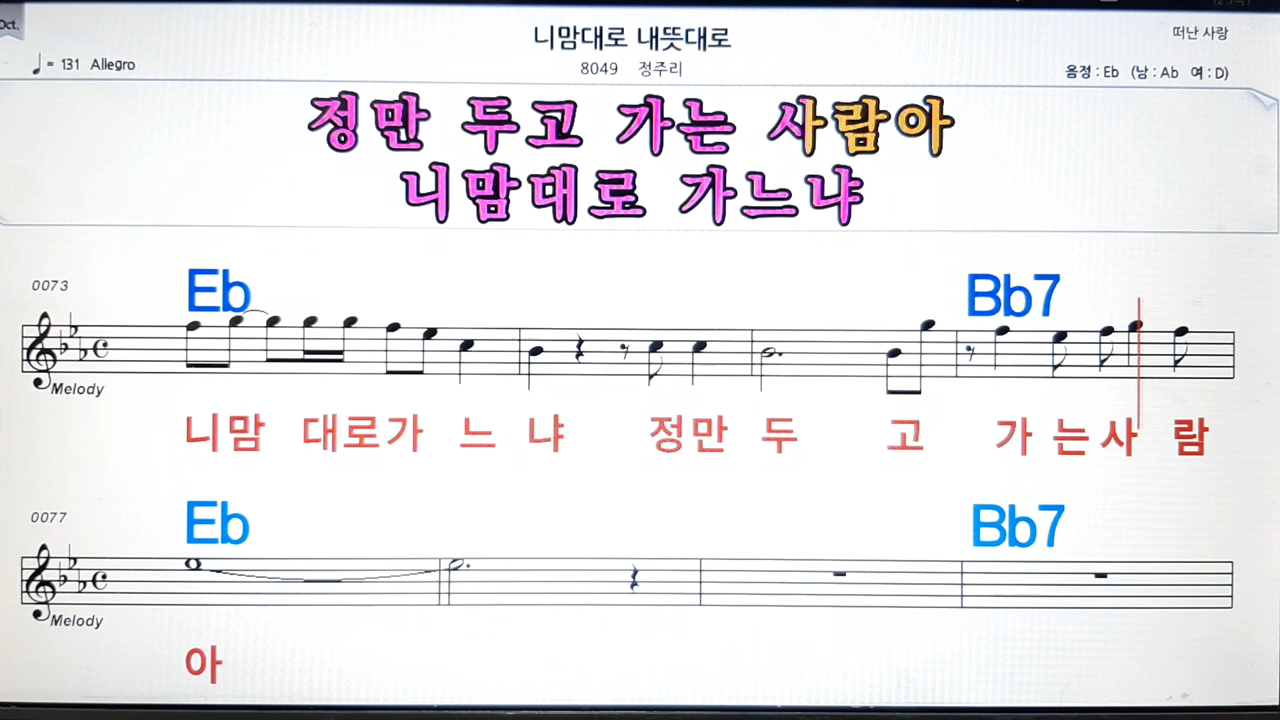 Oct.
니맘대로 내뜻대로
떠난 사랑
♩= 131 Allegro
8049 정주리
음정 : Eb (남 : Ab 여 : D)
정만 두고 가는 사람아
니맘대로 가느냐
0073
Eb Bb7
Melody
니맘 대로가 느 냐 정만 두 고 가 는 사 람
0077
Eb Bb7
Melody
아